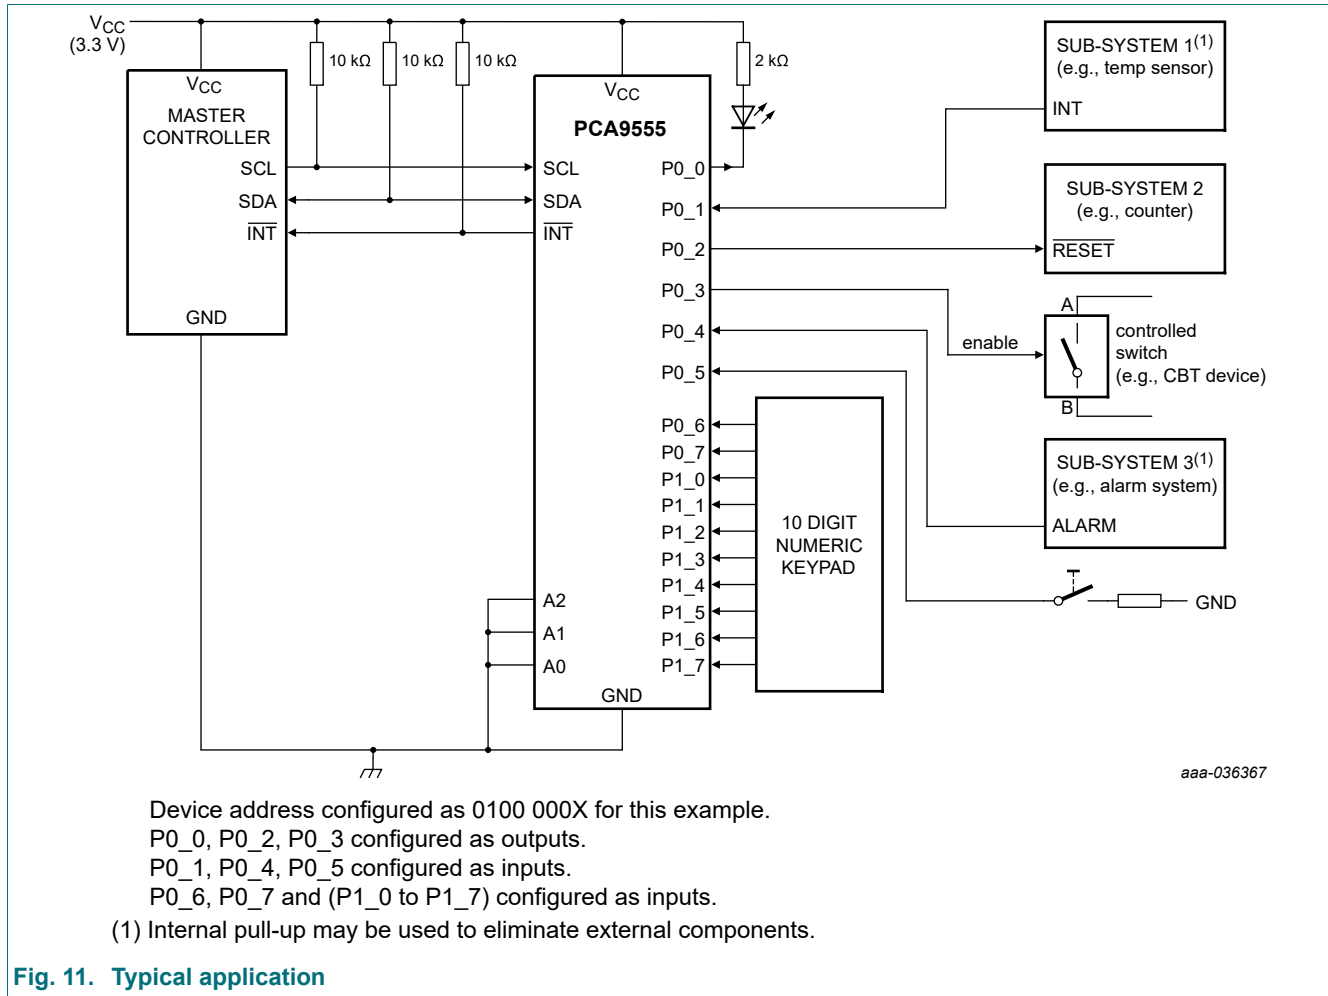 VCC
(3.3 V)
10 kΩ
10 kΩ
10 kΩ
2 kΩ
VCC
MASTER
CONTROLLER
SCL
SDA
INT
GND
VCC
PCA9555
SCL
SDA
INT
A2
A1
A0
GND
P0_0
P0_1
P0_2
P0_3
P0_4
P0_5
P0_6
P0_7
P1_0
P1_1
P1_2
P1_3
P1_4
P1_5
P1_6
P1_7
10 DIGIT
NUMERIC
KEYPAD
SUB-SYSTEM 1(1)
(e.g., temp sensor)
INT
SUB-SYSTEM 2
(e.g., counter)
RESET
enable
A
B
controlled
switch
(e.g., CBT device)
SUB-SYSTEM 3(1)
(e.g., alarm system)
ALARM
GND
aaa-036367
Device address configured as 0100 000X for this example.
P0_0, P0_2, P0_3 configured as outputs.
P0_1, P0_4, P0_5 configured as inputs.
P0_6, P0_7 and (P1_0 to P1_7) configured as inputs.
(1) Internal pull-up may be used to eliminate external components.
Fig. 11. Typical application